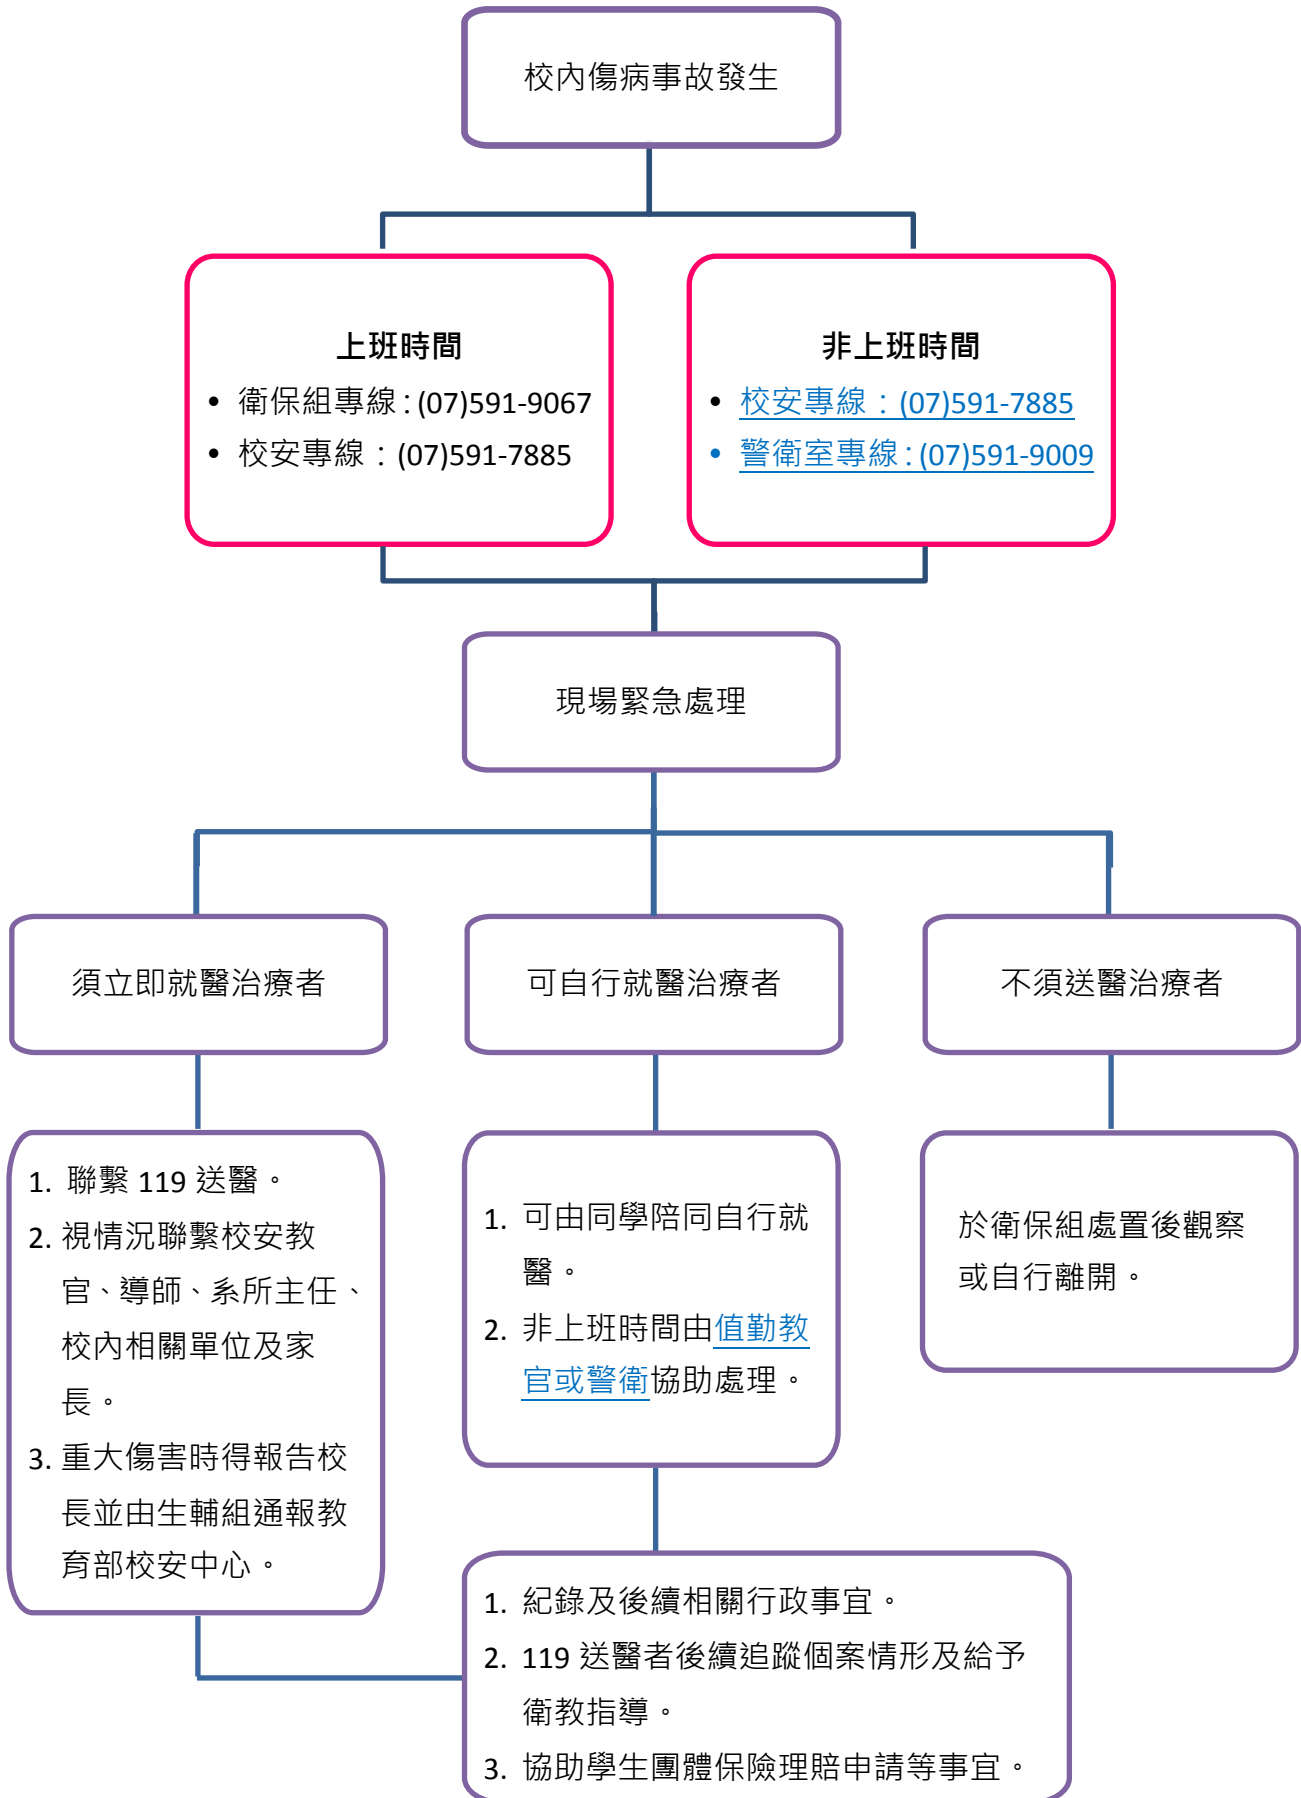 校內傷病事故發生
上班時間
• 衛保組專線:(07)591-9067
• 校安專線：(07)591-7885
非上班時間
• 校安專線：(07)591-7885
• 警衛室專線:(07)591-9009
現場緊急處理
須立即就醫治療者
可自行就醫治療者
不須送醫治療者
1. 聯繫 119 送醫。
2. 視情況聯繫校安教
官、導師、系所主任、
校內相關單位及家
長。
3. 重大傷害時得報告校
長並由生輔組通報教
育部校安中心。
1. 可由同學陪同自行就
醫。
2. 非上班時間由值勤教
官或警衛協助處理。
於衛保組處置後觀察
或自行離開。
1. 紀錄及後續相關行政事宜。
2. 119 送醫者後續追蹤個案情形及給予
衛教指導。
3. 協助學生團體保險理賠申請等事宜。